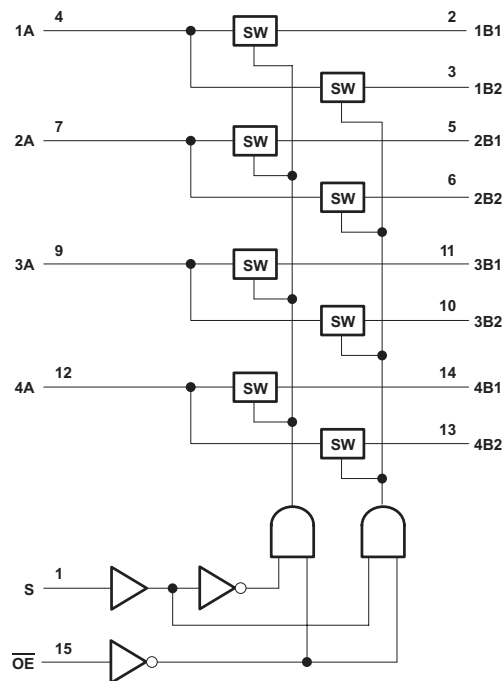 1A 4 SW 2 1B1
SW 3 1B2
2A 7 SW 5 2B1
SW 6 2B2
3A 9 SW 11 3B1
SW 10 3B2
4A 12 SW 14 4B1
SW 13 4B2
S 1
O̅E̅ 15